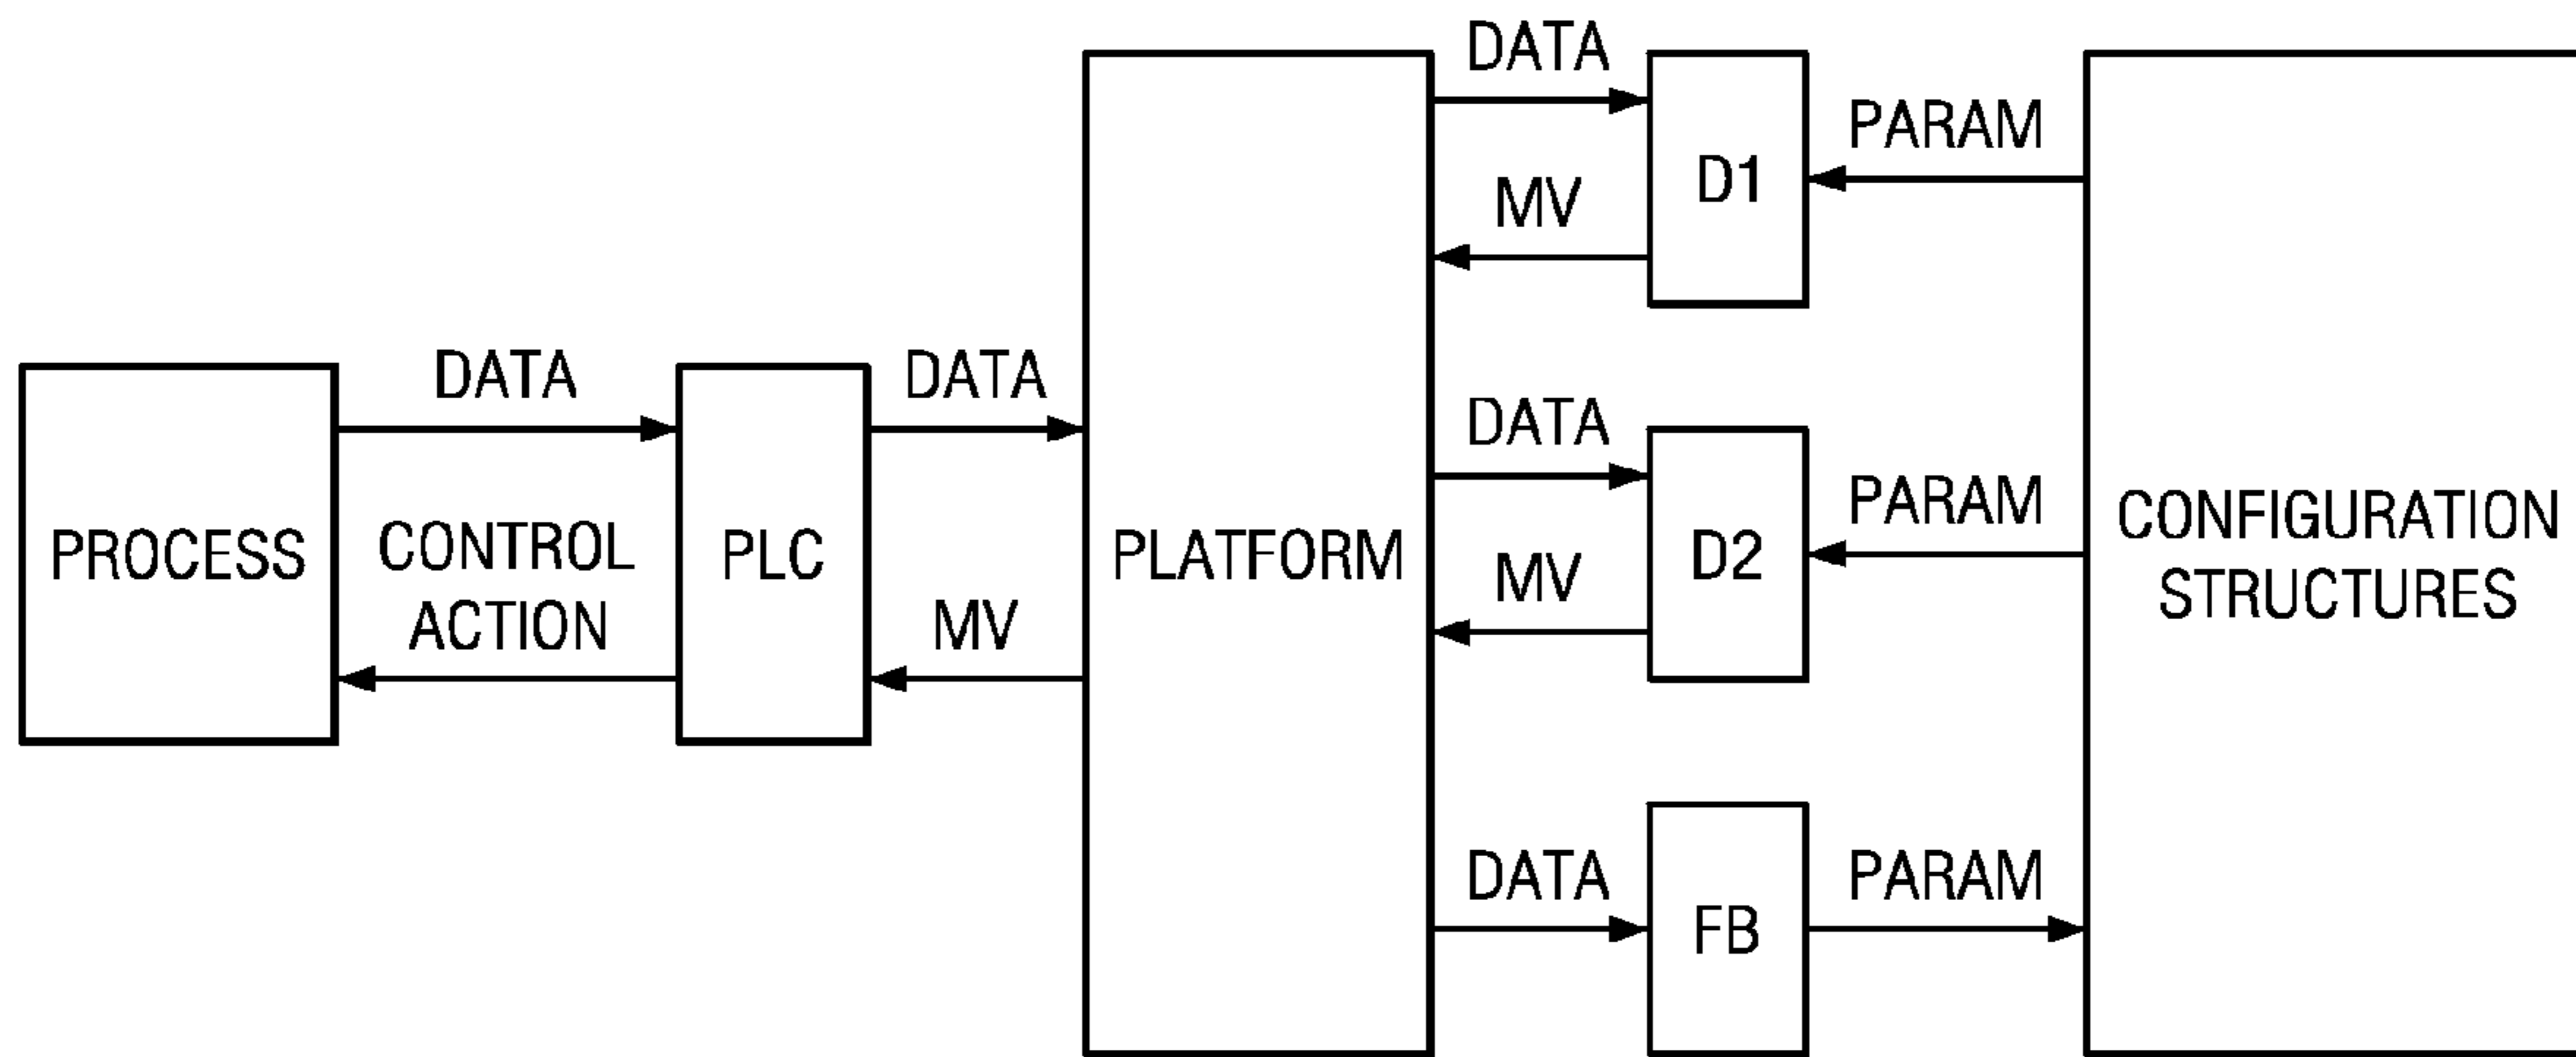 DATA
PARAM
D1
MV
DATA
DATA
DATA
PARAM
CONTROL
ACTION
PROCESS
PLC
PLATFORM
D2
CONFIGURATION
STRUCTURES
MV
MV
DATA
PARAM
FB